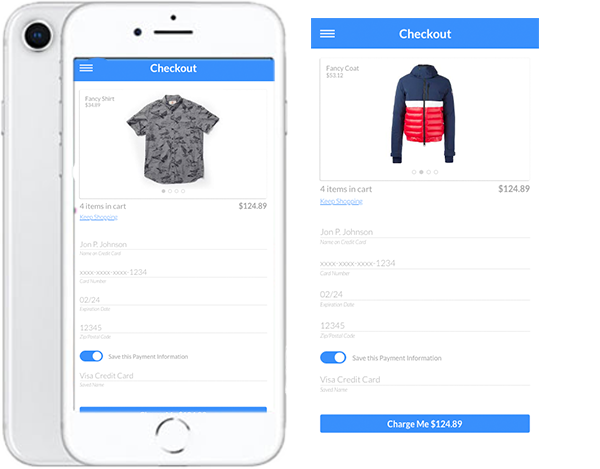 Checkout
Fancy Shirt
$34.69
4 items in cart $124.89
Keep Shopping
Jon P. Johnson
Name on Credit Card
xxxx-xxxx-xxxx-1234
Card Number
02/24
Expiration Date
12345
Zip/Postal Code
Save this Payment Information
Visa Credit Card
Saved Name
Checkout
Fancy Coat
$53.12
4 items in cart $124.89
Keep Shopping
Jon P. Johnson
Name on Credit Card
xxxx-xxxx-xxxx-1234
Card Number
02/24
Expiration Date
12345
Zip/Postal Code
Save this Payment Information
Visa Credit Card
Saved Name
Charge Me $124.89